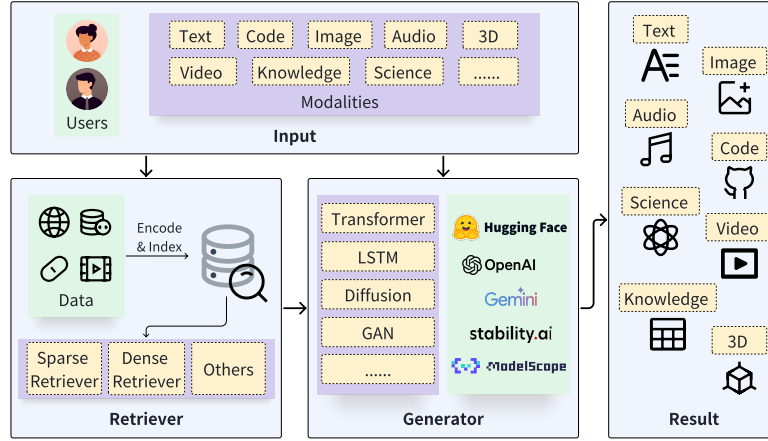 Text
Code
Image
Audio
3D
Video
Knowledge
Science
......
Modalities
Users
Input
Encode
& Index
Data
Sparse
Retriever
Dense
Retriever
Others
Retriever
Transformer
LSTM
Diffusion
GAN
......
Hugging Face
OpenAI
Gemini
stability.ai
ModelScope
Generator
Text
Image
Audio
Code
Science
Video
Knowledge
3D
Result